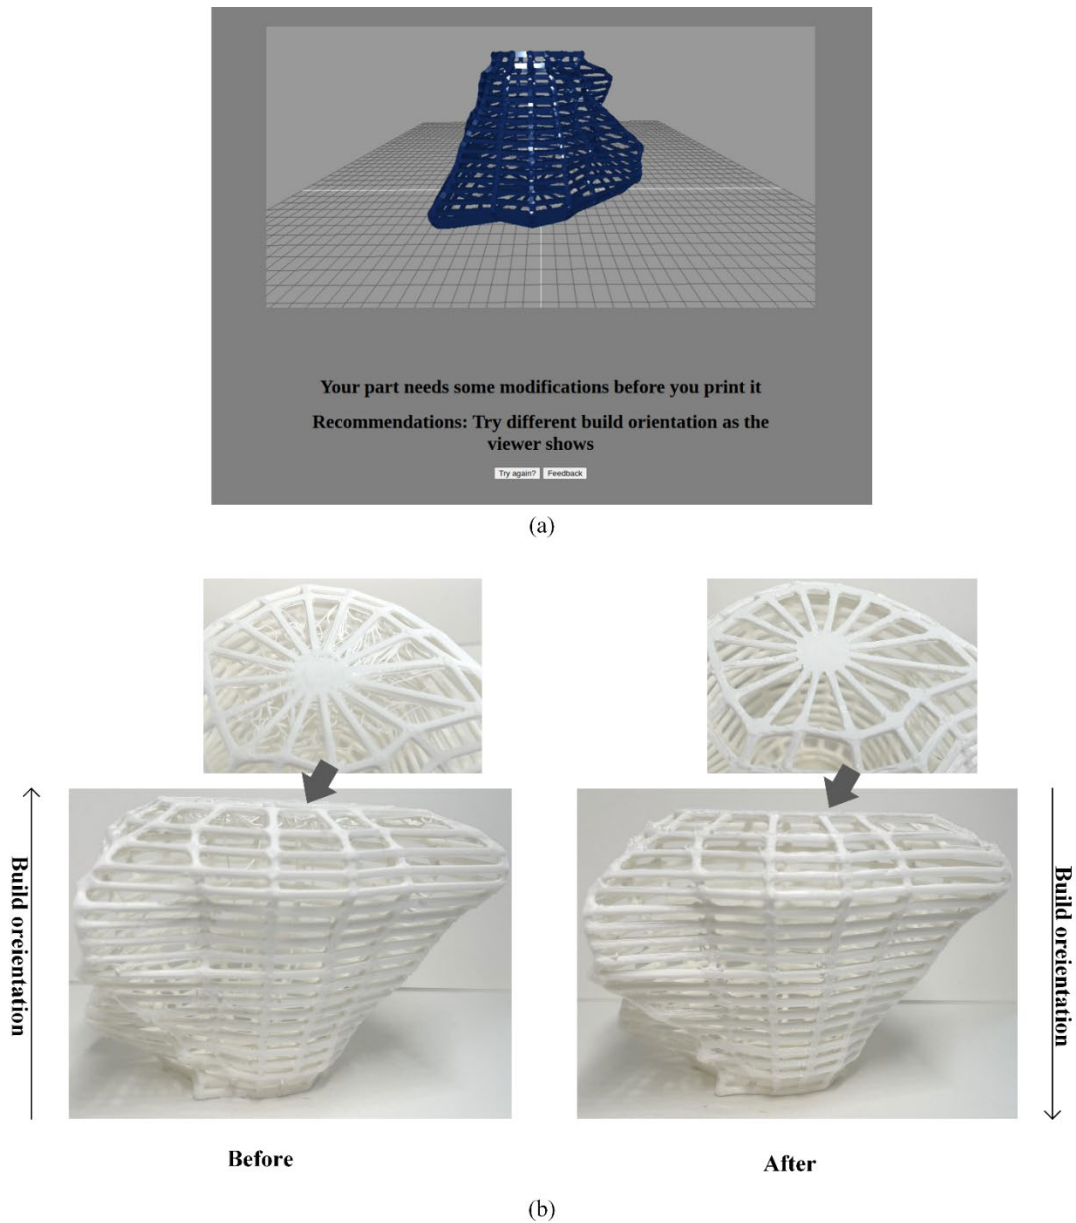 Your part needs some modifications before you print it
Recommendations: Try different build orientation as the
viewer shows
Try again? Feedback
(a)
Build oreientation
Build oreientation
Before
After
(b)